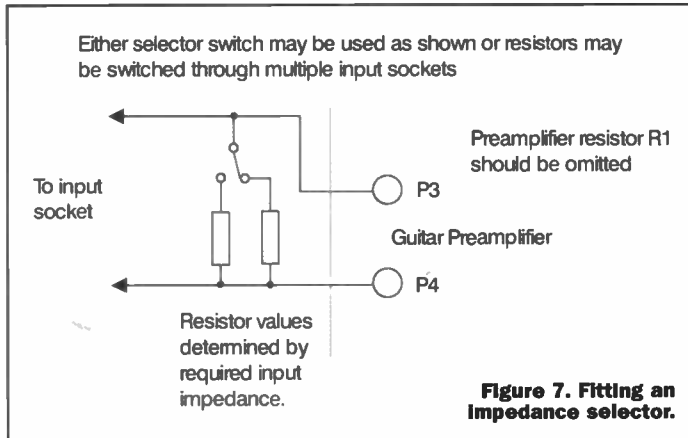 Either selector switch may be used as shown or resistors may
be switched through multiple input sockets
Preamplifier resistor R1
should be omitted
To input
socket
P3
Guitar Preamplifier
P4
Resistor values
determined by
required input
impedance.
Figure 7. Fitting an
impedance selector.